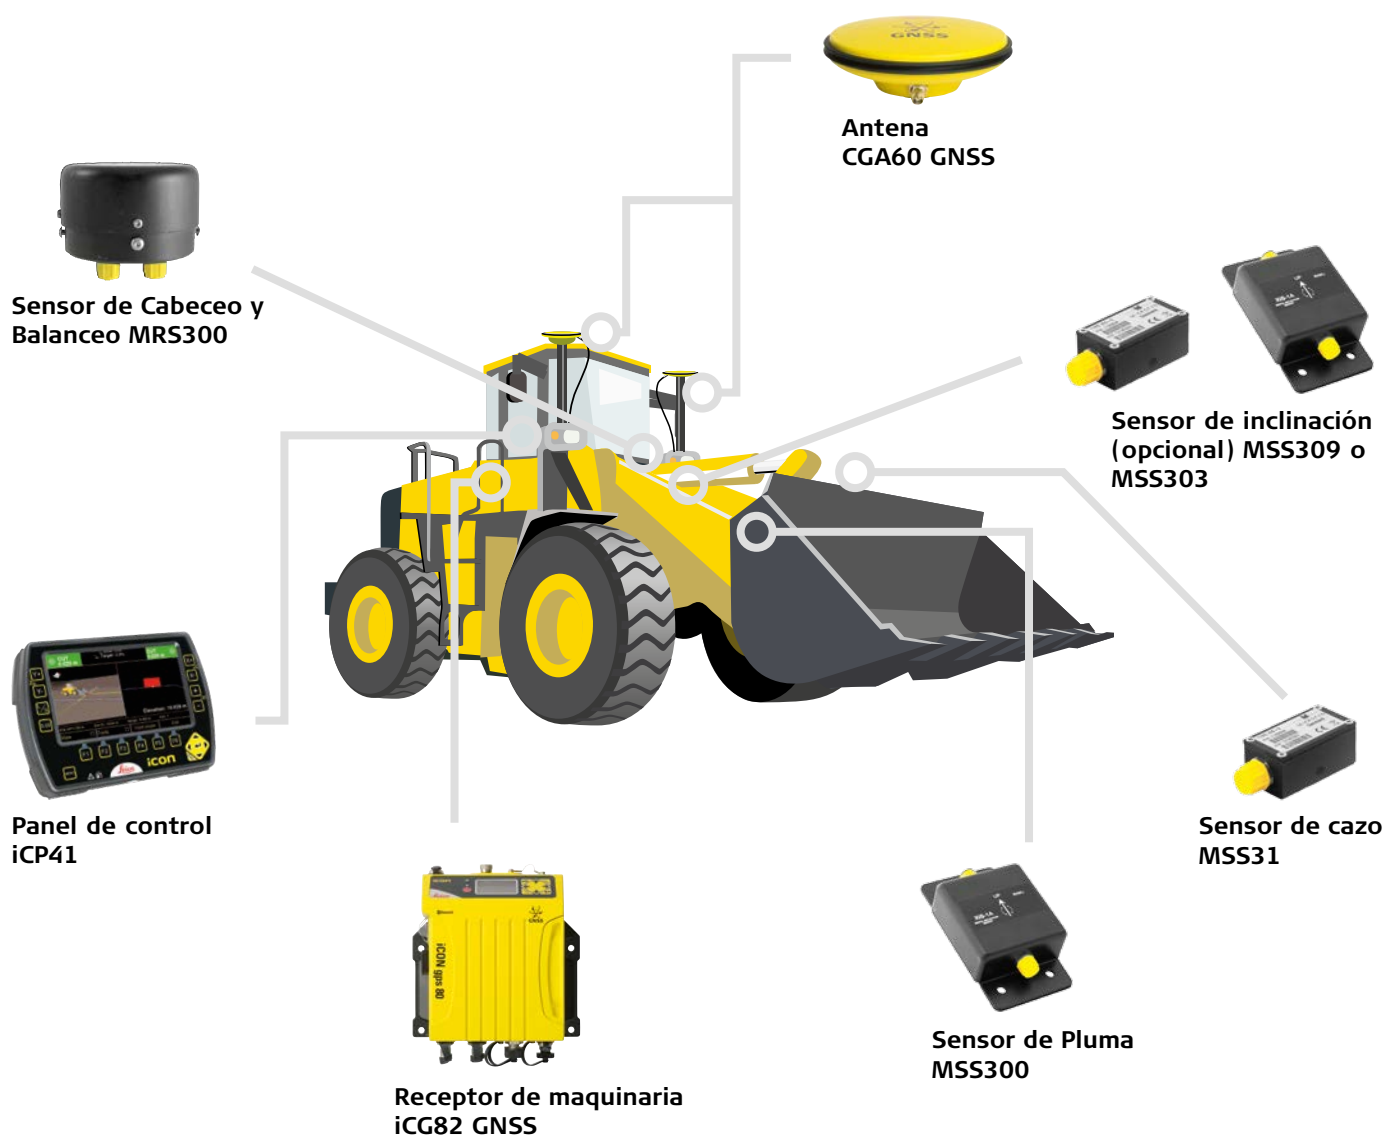 GNSS
Antena
CGA60 GNSS
Sensor de Cabeceo y
Balanceo MRS300
Sensor de inclinación
(opcional) MSS309 o
MSS303
Panel de control
iCP41
icon
Sensor de cazo
MSS31
GNSS
iCON gps 80
Sensor de Pluma
MSS300
Receptor de maquinaria
iCG82 GNSS